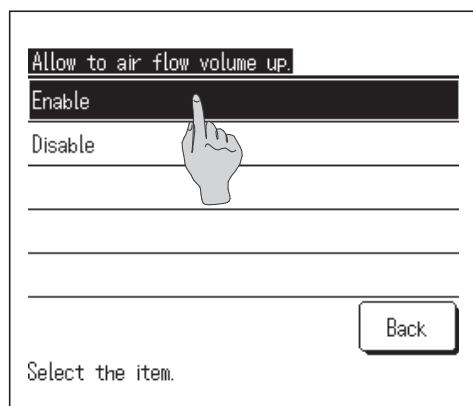 Allow to air flow volume up.
Enable
Disable
Back
Select the item.